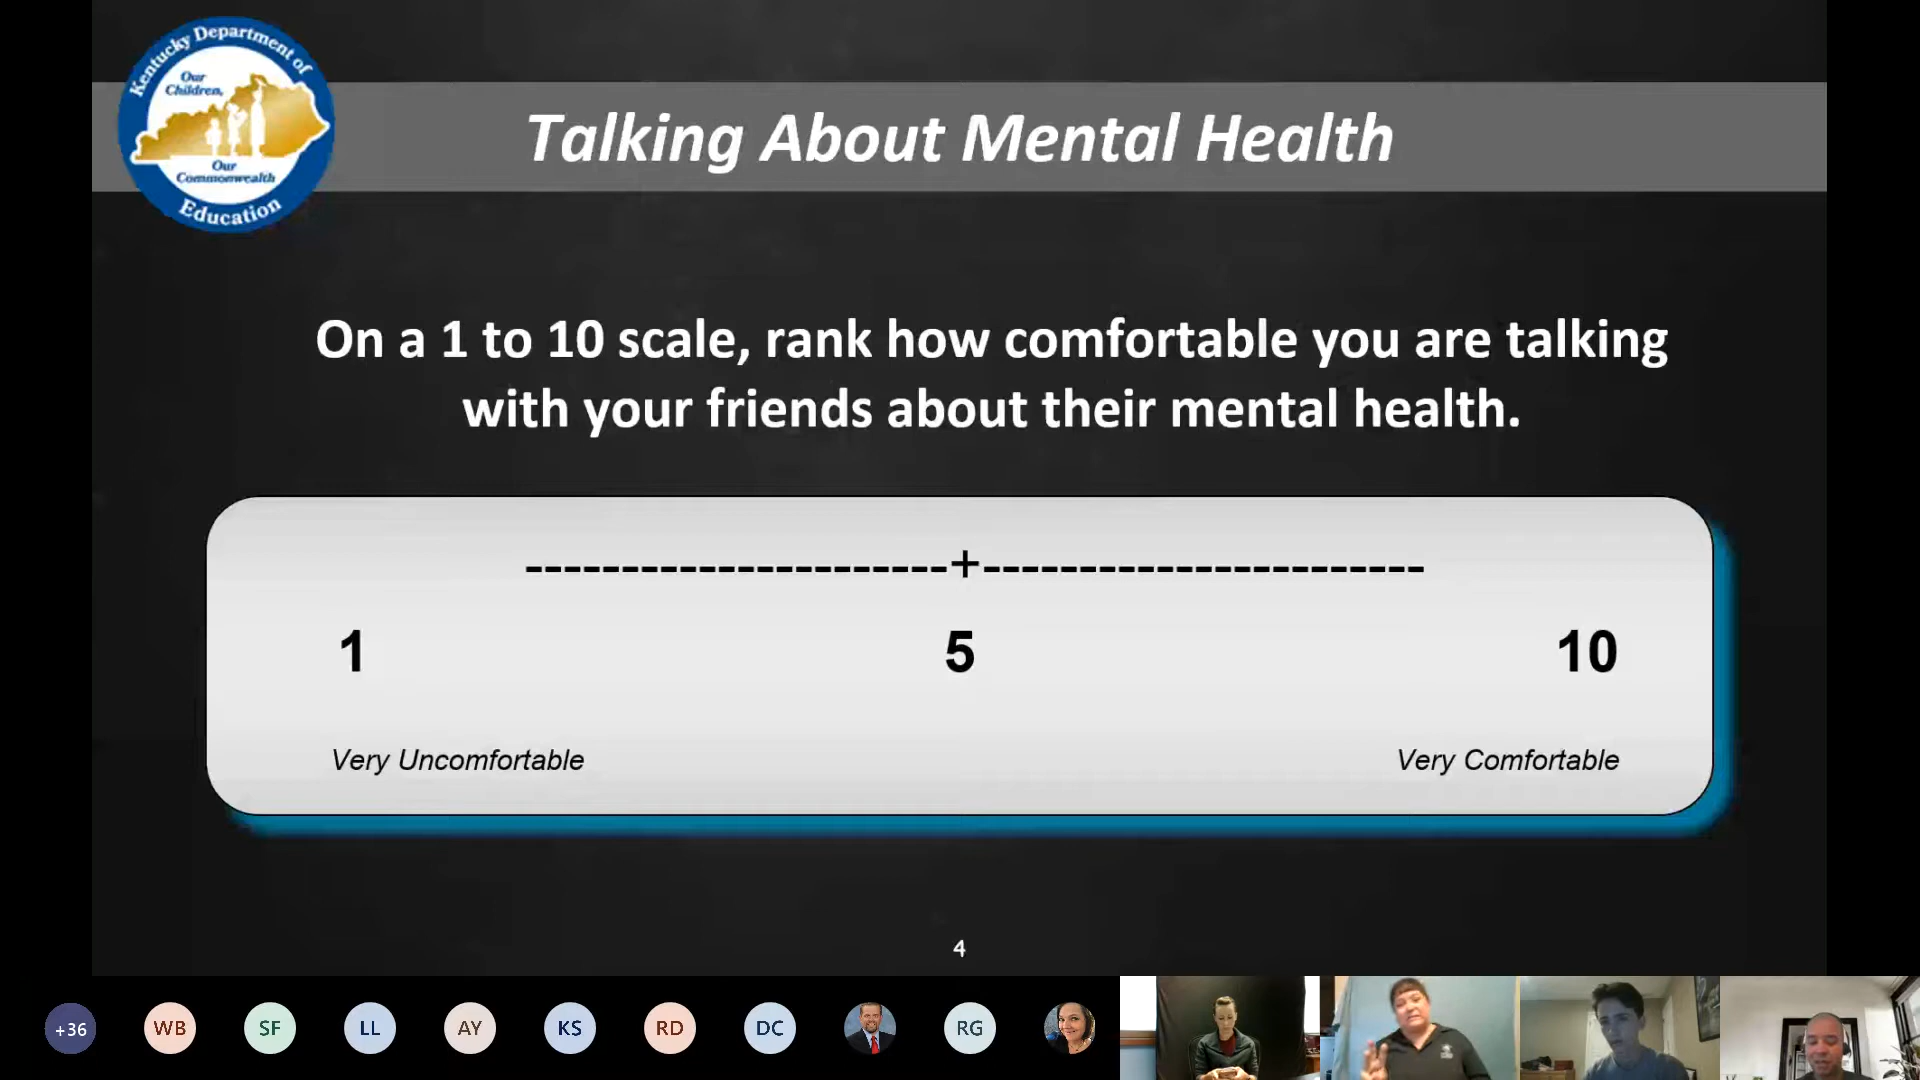 Kentucky Department of
Our
Children,
Our
Commonwealth
Education
Talking About Mental Health
On a 1 to 10 scale, rank how comfortable you are talking
with your friends about their mental health.
----------------------+-----------------------
1 5 10
Very Uncomfortable Very Comfortable
4
+36 WB SF LL AY KS RD DC RG